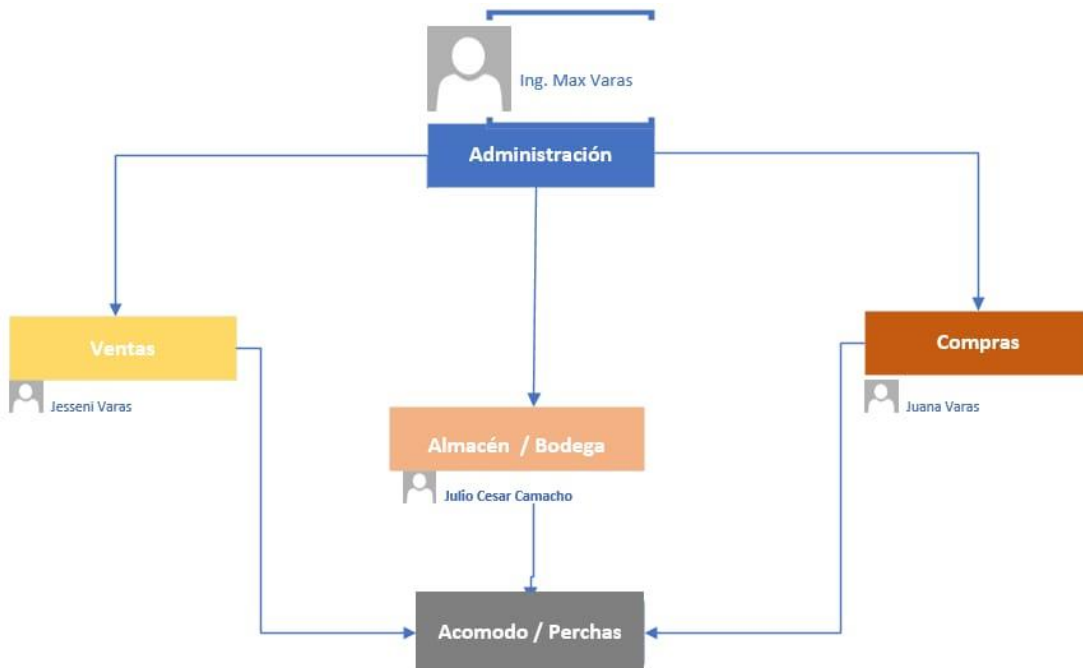 Ing. Max Varas
Administración
Ventas
Jesseni Varas
Compras
Juana Varas
Almacén / Bodega
Julio Cesar Camacho
Acomodo / Perchas